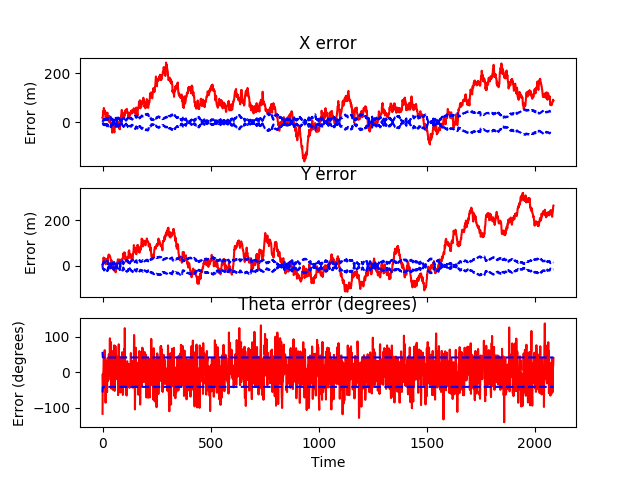 X error
Error (m)
200
0
Y error
Error (m)
200
0
Theta error (degrees)
Error (degrees)
100
0
−100
0
500
1000
1500
2000
Time